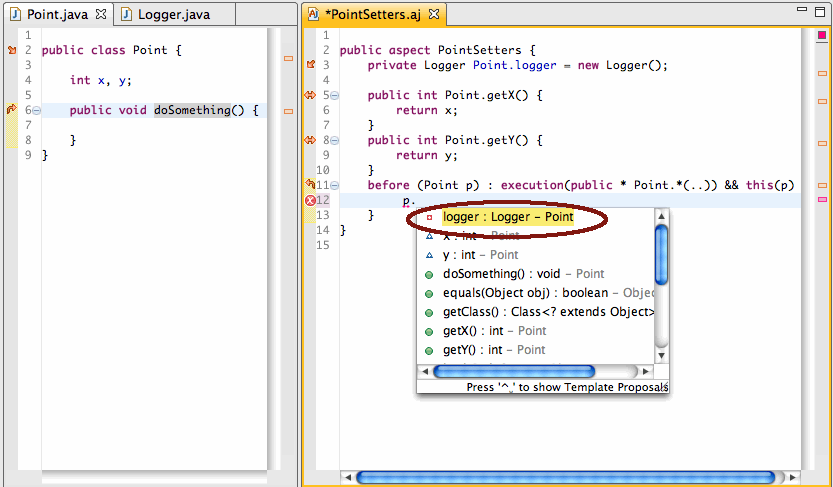 Point.java
Logger.java
1
2 public class Point {
3
4 int x, y;
5
6 public void doSomething() {
7
8 }
9 }
*PointSetters.aj
1
2 public aspect PointSetters {
3 private Logger Point.logger = new Logger();
4
5 public int Point.getX() {
6 return x;
7 }
8 public int Point.getY() {
9 return y;
10 }
11 before (Point p) : execution(public * Point.*(..)) && this(p)
12 p.
13 }
14 }
15
logger : Logger – Point
x : int – Point
y : int – Point
doSomething() : void – Point
equals(Object obj) : boolean – Objec
getClass() : Class<? extends Object>
getX() : int – Point
getY() : int – Point
Press '^␣' to show Template Proposals